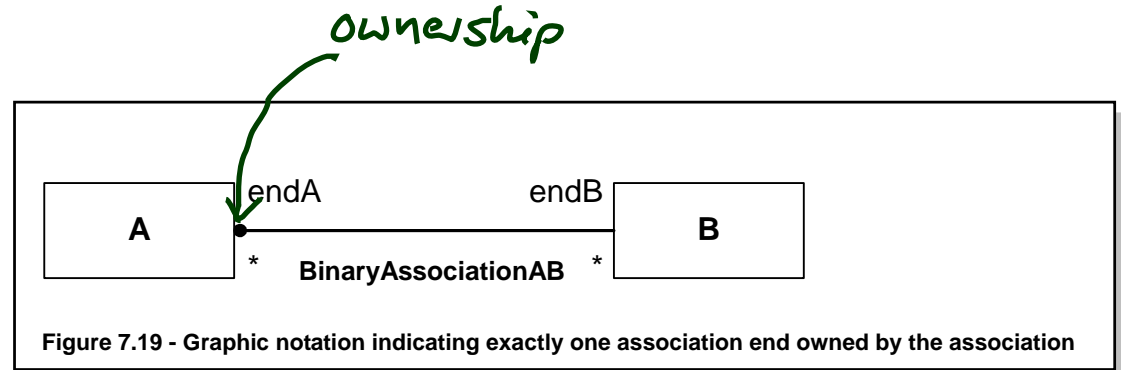 ownership
endA endB
A B
* BinaryAssociationAB *
Figure 7.19 - Graphic notation indicating exactly one association end owned by the association